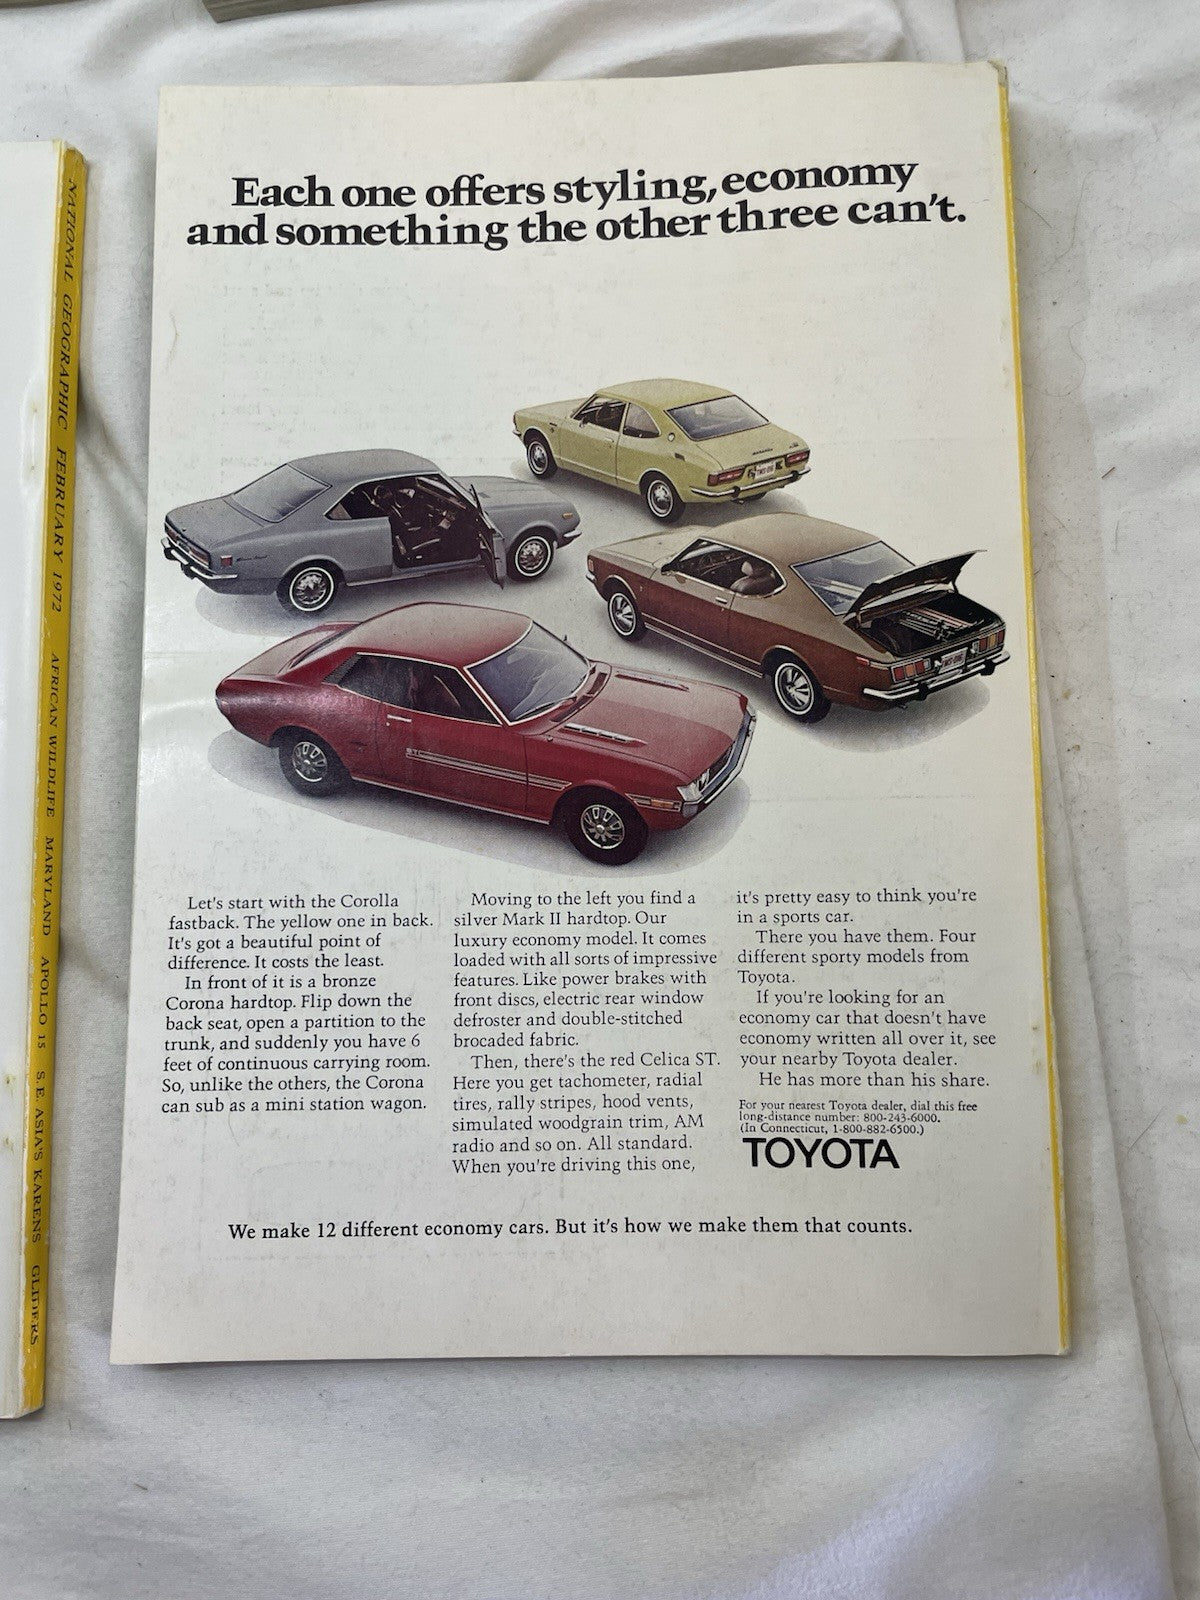 NATIONAL GEOGRAPHIC FEBRUARY 1972 AFRICAN WILDLIFE MARYLAND APOLLO 15 S.E. ASIA'S KARENS GLIDERS
Each one offers styling, economy
and something the other three can't.
Let's start with the Corolla
fastback. The yellow one in back.
It's got a beautiful point of
difference. It costs the least.
In front of it is a bronze
Corona hardtop. Flip down the
back seat, open a partition to the
trunk, and suddenly you have 6
feet of continuous carrying room.
So, unlike the others, the Corona
can sub as a mini station wagon.
Moving to the left you find a
silver Mark II hardtop. Our
luxury economy model. It comes
loaded with all sorts of impressive
features. Like power brakes with
front discs, electric rear window
defroster and double-stitched
brocaded fabric.
Then, there's the red Celica ST.
Here you get tachometer, radial
tires, rally stripes, hood vents,
simulated woodgrain trim, AM
radio and so on. All standard.
When you're driving this one,
it's pretty easy to think you're
in a sports car.
There you have them. Four
different sporty models from
Toyota.
If you're looking for an
economy car that doesn't have
economy written all over it, see
your nearby Toyota dealer.
He has more than his share.
For your nearest Toyota dealer, dial this free
long-distance number: 800-243-6000.
(In Connecticut, 1-800-882-6500.)
TOYOTA
We make 12 different economy cars. But it's how we make them that counts.